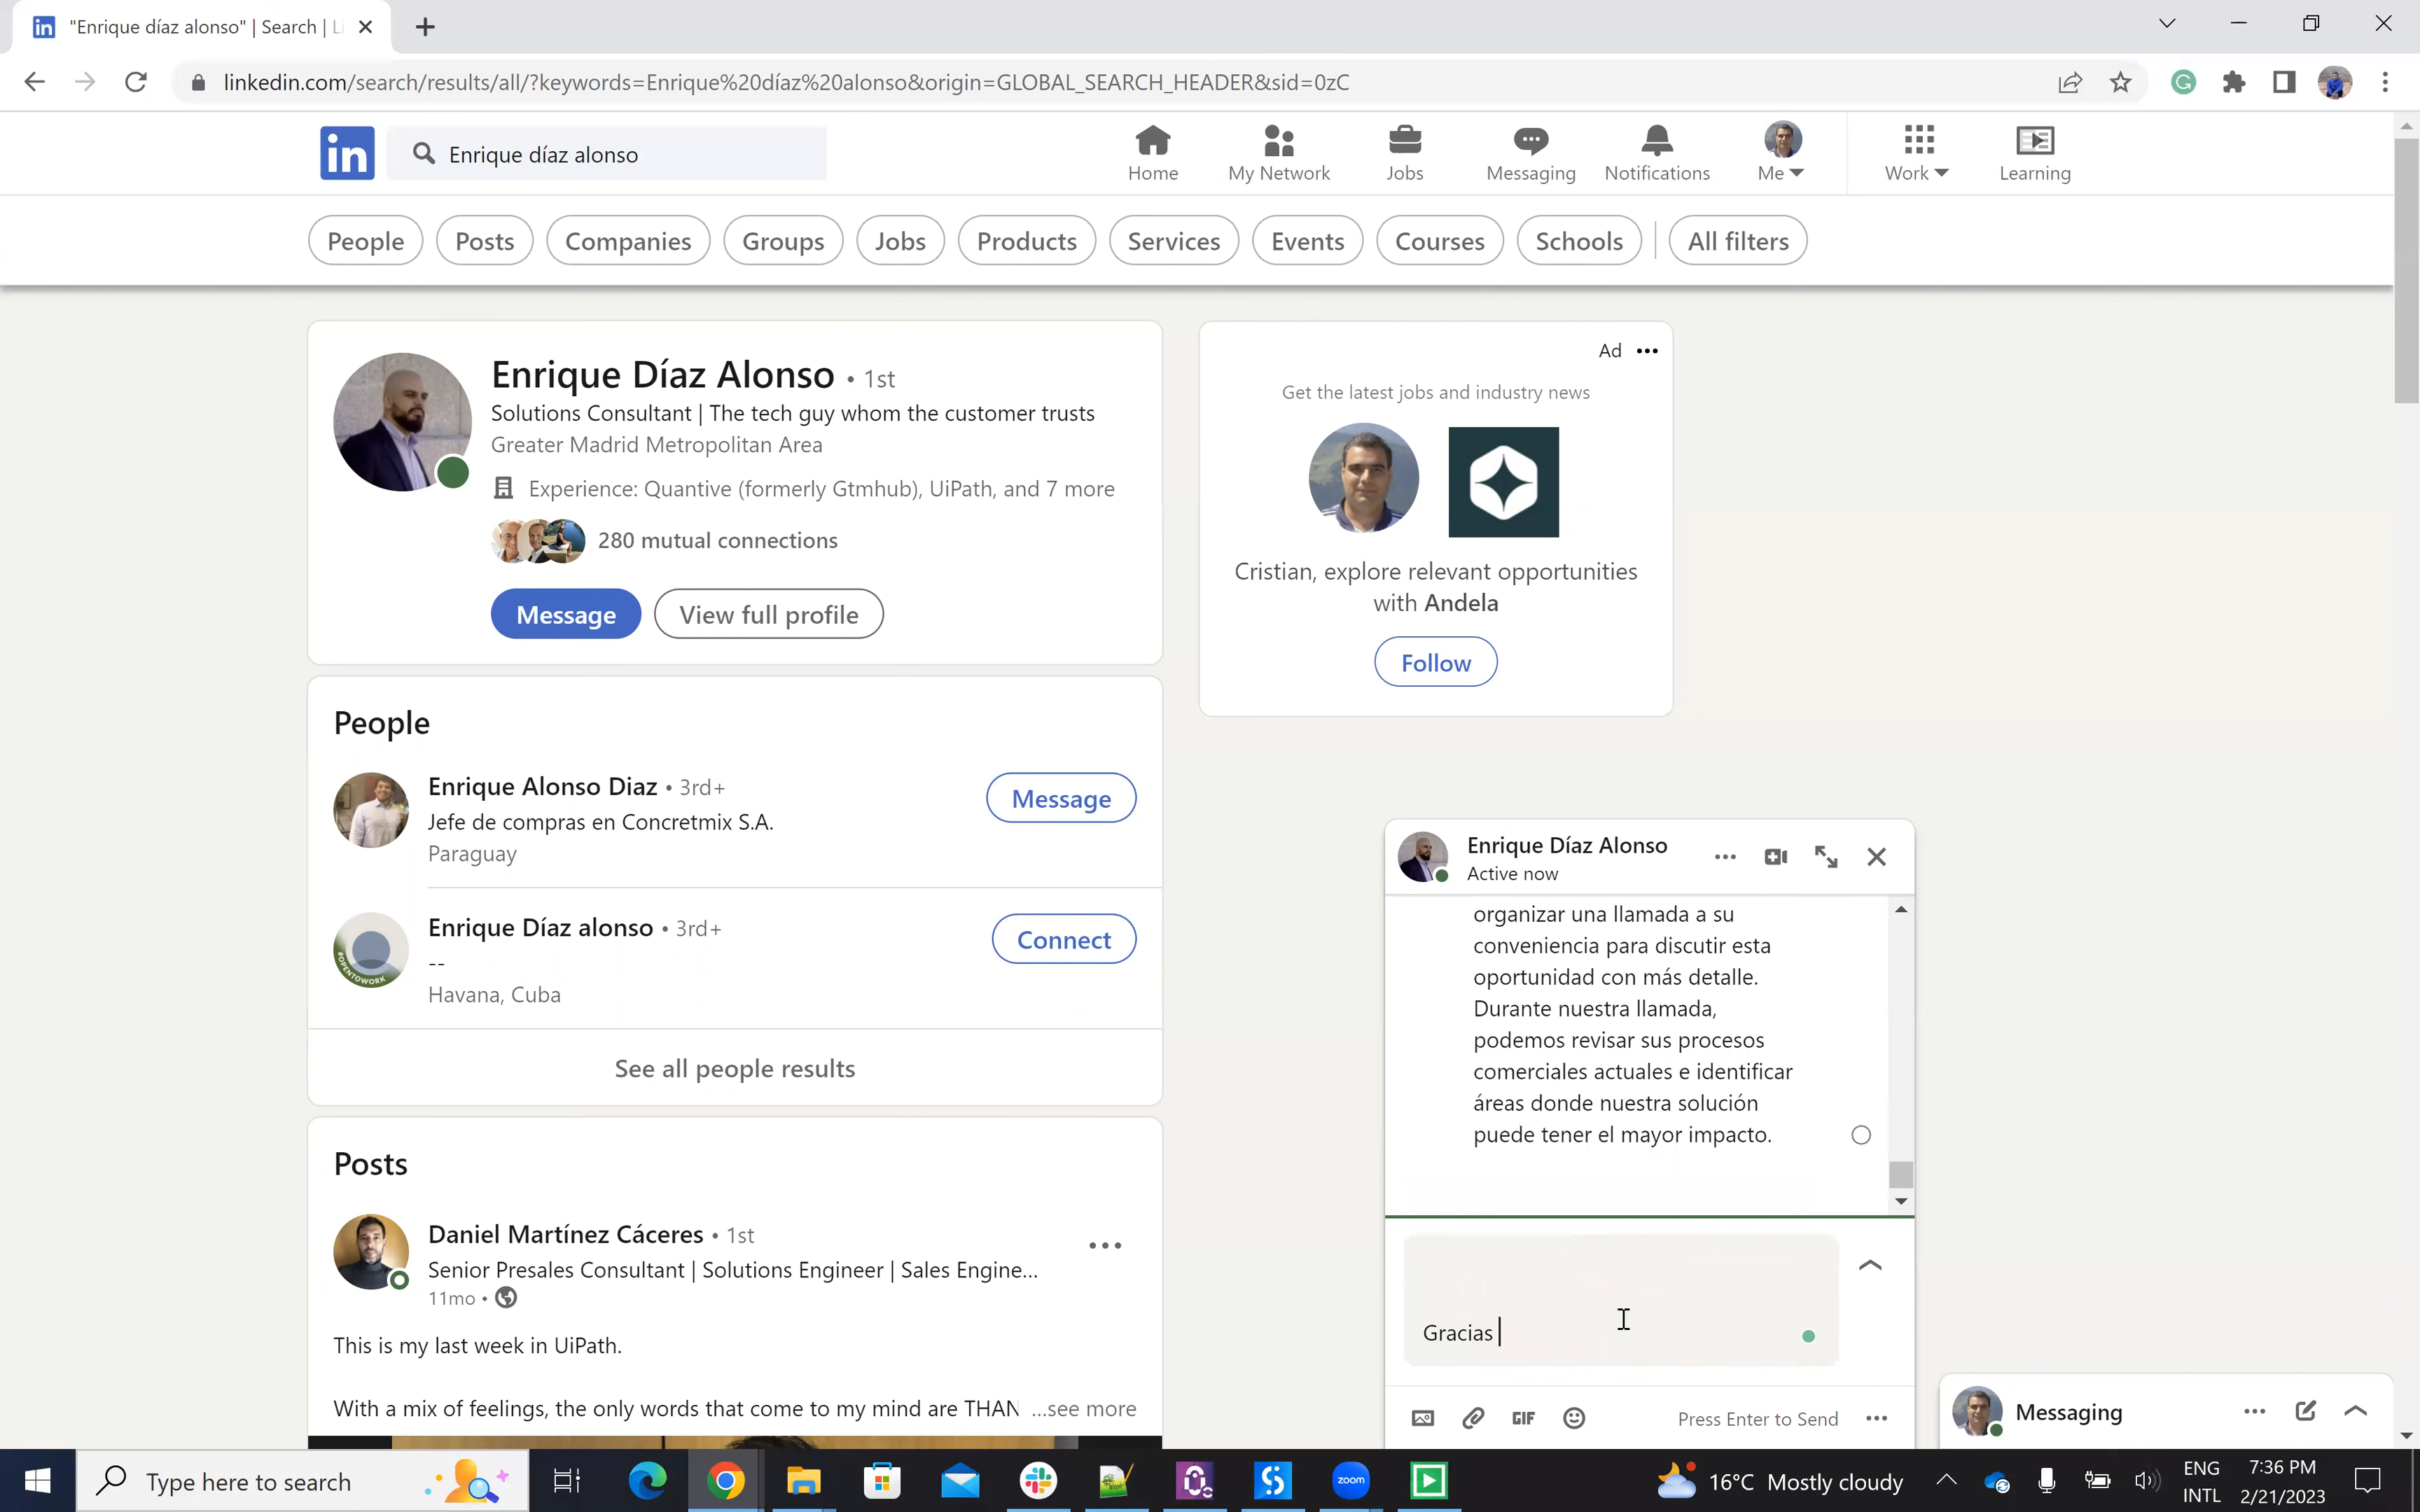 "Enrique díaz alonso" | Search | Li
linkedin.com/search/results/all/?keywords=Enrique%20díaz%20alonso&origin=GLOBAL_SEARCH_HEADER&sid=0zC
in
Enrique díaz alonso
Home
My Network
Jobs
Messaging
Notifications
Me
Work
Learning
People
Posts
Companies
Groups
Jobs
Products
Services
Events
Courses
Schools
All filters
Enrique Díaz Alonso • 1st
Solutions Consultant | The tech guy whom the customer trusts
Greater Madrid Metropolitan Area
Experience: Quantive (formerly Gtmhub), UiPath, and 7 more
280 mutual connections
Message
View full profile
Ad
Get the latest jobs and industry news
Cristian, explore relevant opportunities
with Andela
Follow
People
Enrique Alonso Diaz • 3rd+
Jefe de compras en Concretmix S.A.
Paraguay
Message
Enrique Díaz alonso • 3rd+
--
Havana, Cuba
Connect
#OPENTOWORK
See all people results
Posts
Daniel Martínez Cáceres • 1st
Senior Presales Consultant | Solutions Engineer | Sales Engine...
11mo •
This is my last week in UiPath.
With a mix of feelings, the only words that come to my mind are THAN ...see more
Enrique Díaz Alonso
Active now
organizar una llamada a su
conveniencia para discutir esta
oportunidad con más detalle.
Durante nuestra llamada,
podemos revisar sus procesos
comerciales actuales e identificar
áreas donde nuestra solución
puede tener el mayor impacto.
Gracias
GIF
Press Enter to Send
Messaging
Type here to search
zoom
16°C Mostly cloudy
ENG
INTL
7:36 PM
2/21/2023